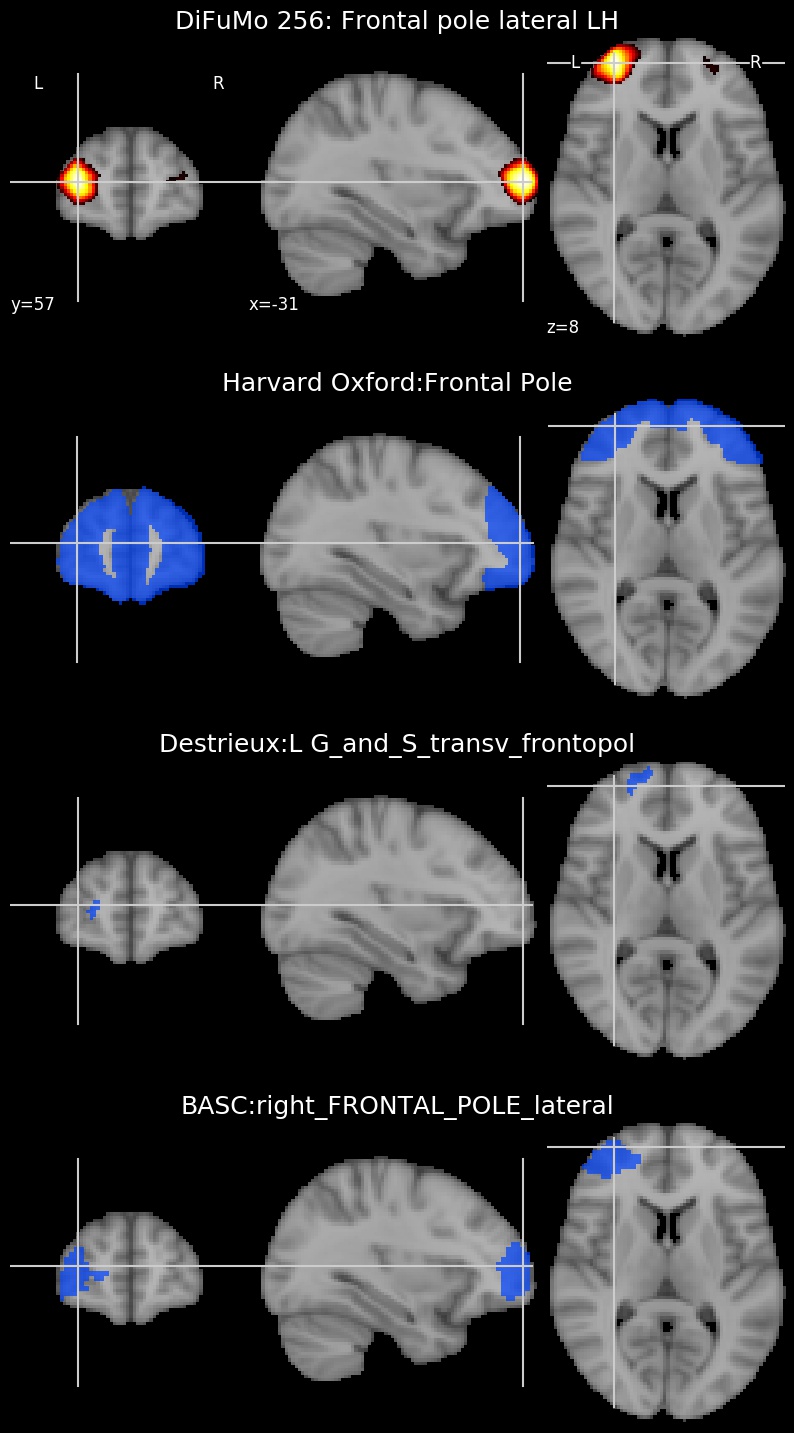 DiFuMo 256: Frontal pole lateral LH
L R
L R
y=57 x=-31 z=8
Harvard Oxford:Frontal Pole
Destrieux:L G_and_S_transv_frontopol
BASC:right_FRONTAL_POLE_lateral